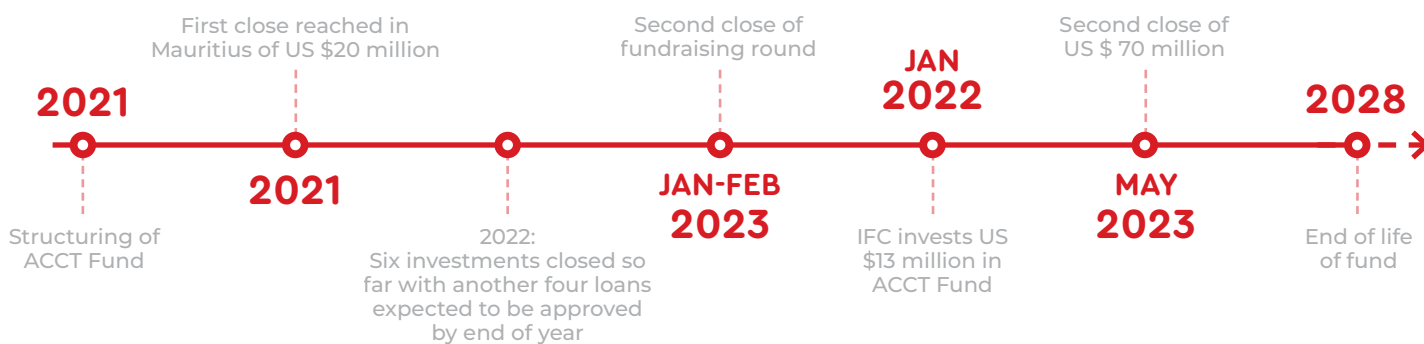 2021
Structuring of
ACCT Fund
First close reached in
Mauritius of US $20 million
2021
2022:
Six investments closed so
far with another four loans
expected to be approved
by end of year
Second close of
fundraising round
JAN-FEB
2023
JAN
2022
IFC invests US
$13 million in
ACCT Fund
Second close of
US $ 70 million
MAY
2023
2028
End of life
of fund